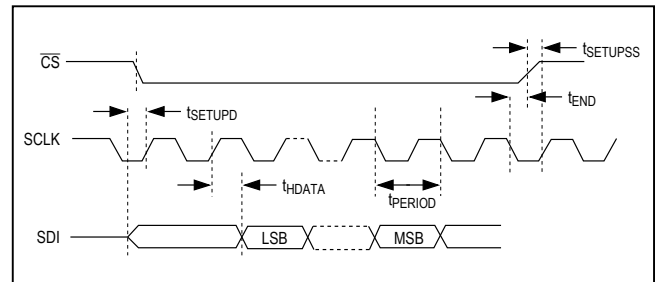 CS
tSETUPSS
tSETUPD
tEND
SCLK
tHDATA
tPERIOD
SDI
LSB
MSB